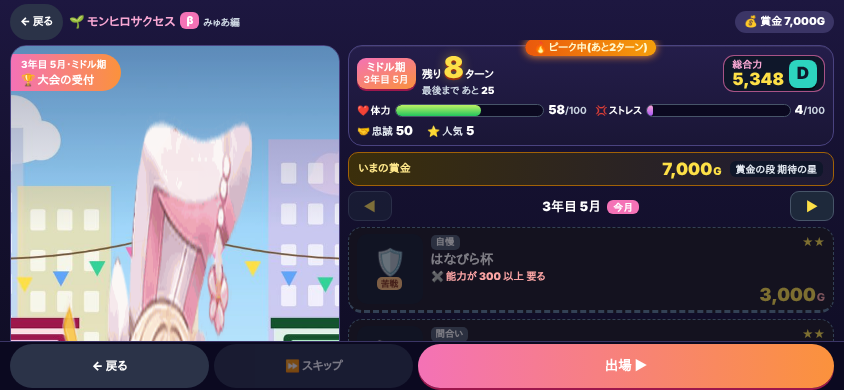 ← 戻る
🌱 モンヒロサクセス β みゅあ編
💰 賞金 7,000G
3年目 5月・ミドル期
🏆 大会の受付
🔥 ピーク中(あと2ターン)
ミドル期
3年目 5月
残り 8 ターン
最後まで あと 25
総合力
5,348 D
❤️ 体力 58/100
💢 ストレス 4/100
🤝 忠誠 50 ⭐ 人気 5
いまの賞金
7,000G
賞金の段 期待の星
◀ 3年目 5月 今月 ▶
自慢
★★
はなびら杯
✖ 能力が 300 以上 要る
苦戦
3,000G
間合い
★★
← 戻る
⏩ スキップ
出場 ▶